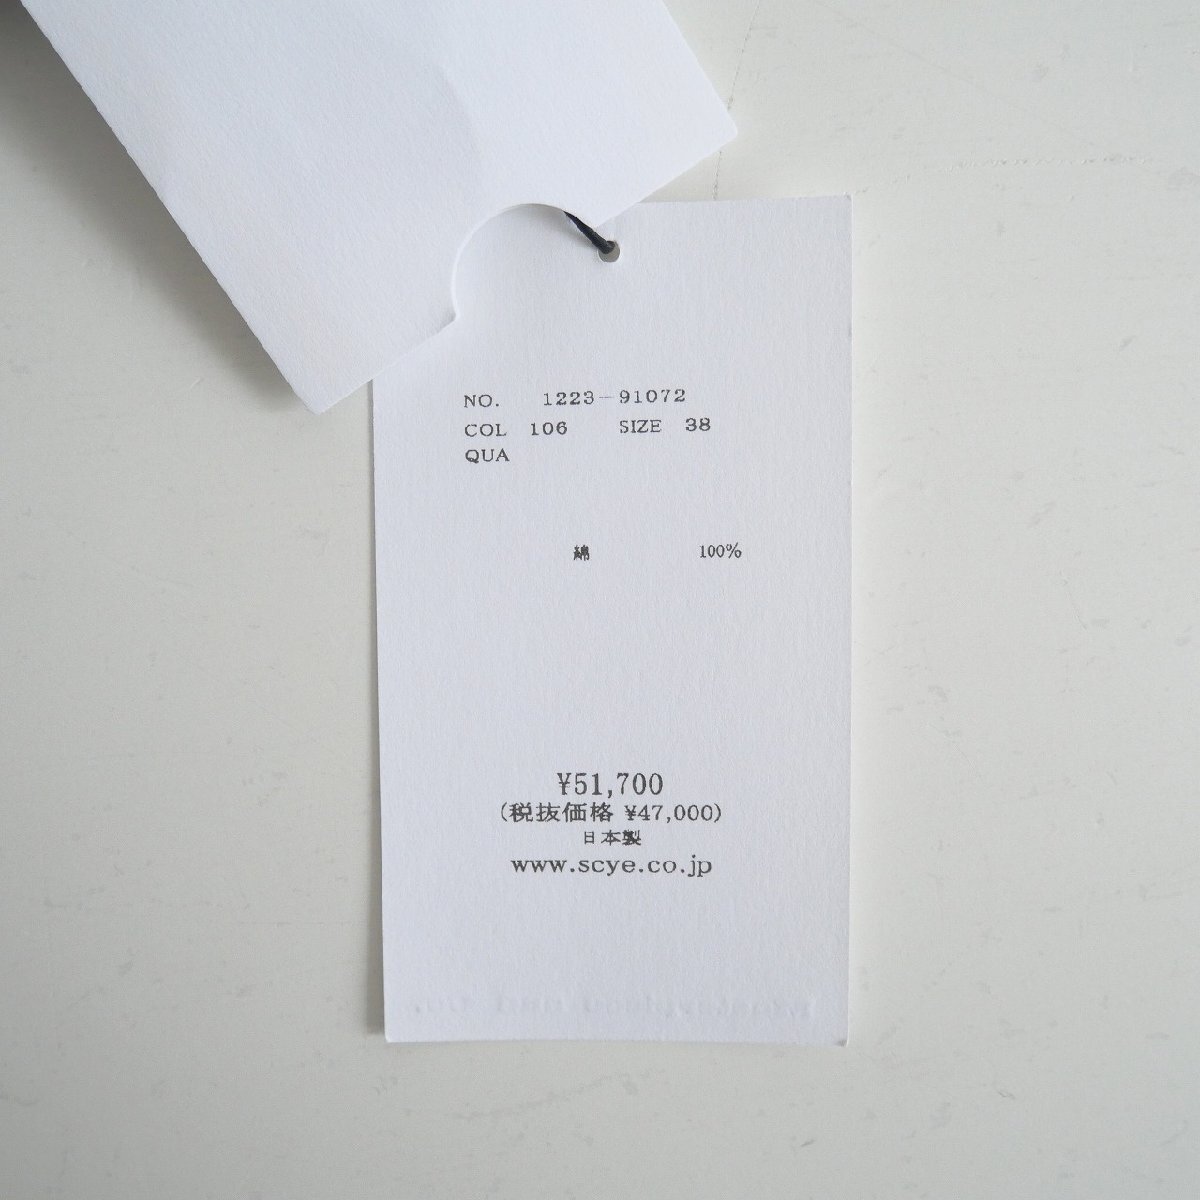 NO. 1223-91072
COL 106 SIZE 38
QUA
綿 100%
¥51,700
(税抜価格 ¥47,000)
日本製
www.scye.co.jp